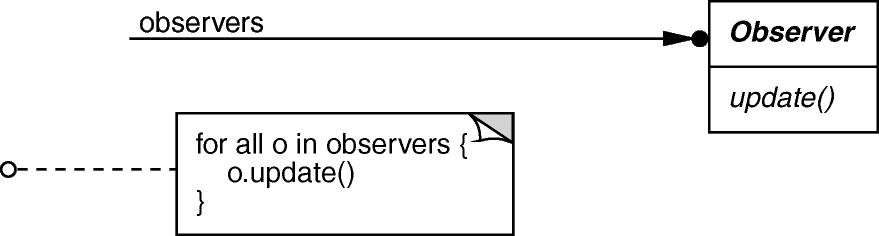 observers
Observer
update()
for all o in observers {
o.update()
}